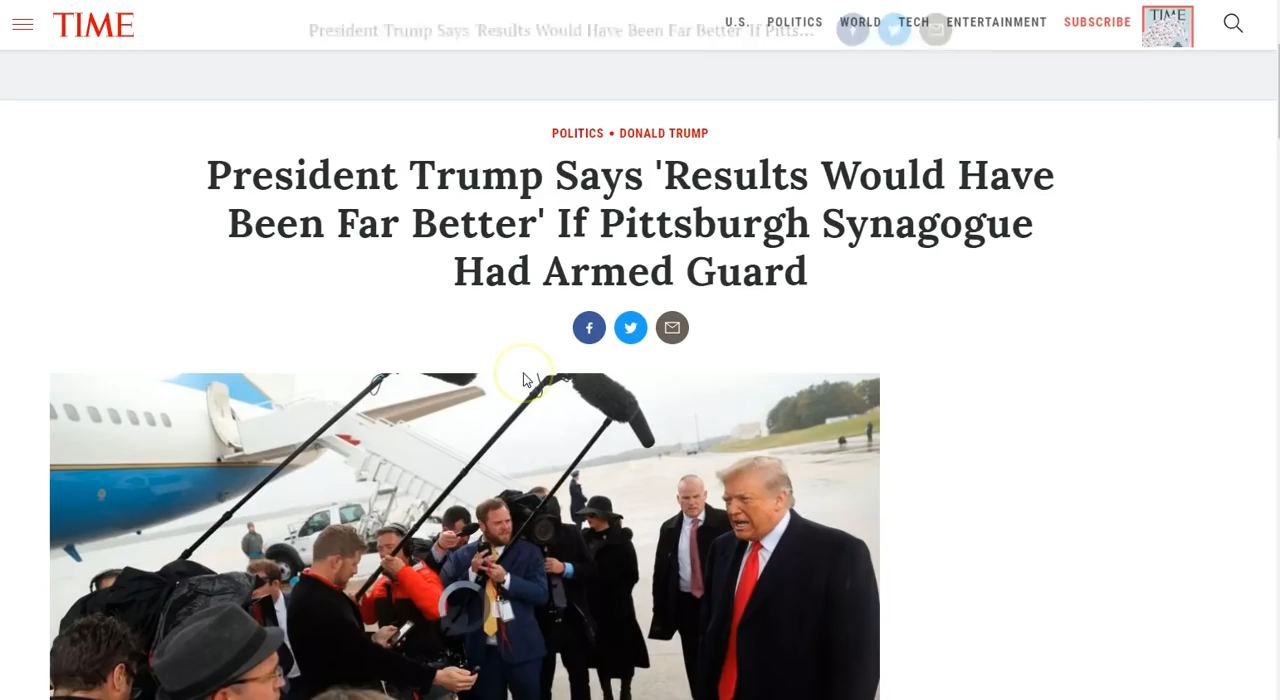 TIME
President Trump Says 'Results Would Have Been Far Better' If Pitts...
U.S. POLITICS WORLD TECH ENTERTAINMENT SUBSCRIBE
TIME
POLITICS • DONALD TRUMP
President Trump Says 'Results Would Have
Been Far Better' If Pittsburgh Synagogue
Had Armed Guard